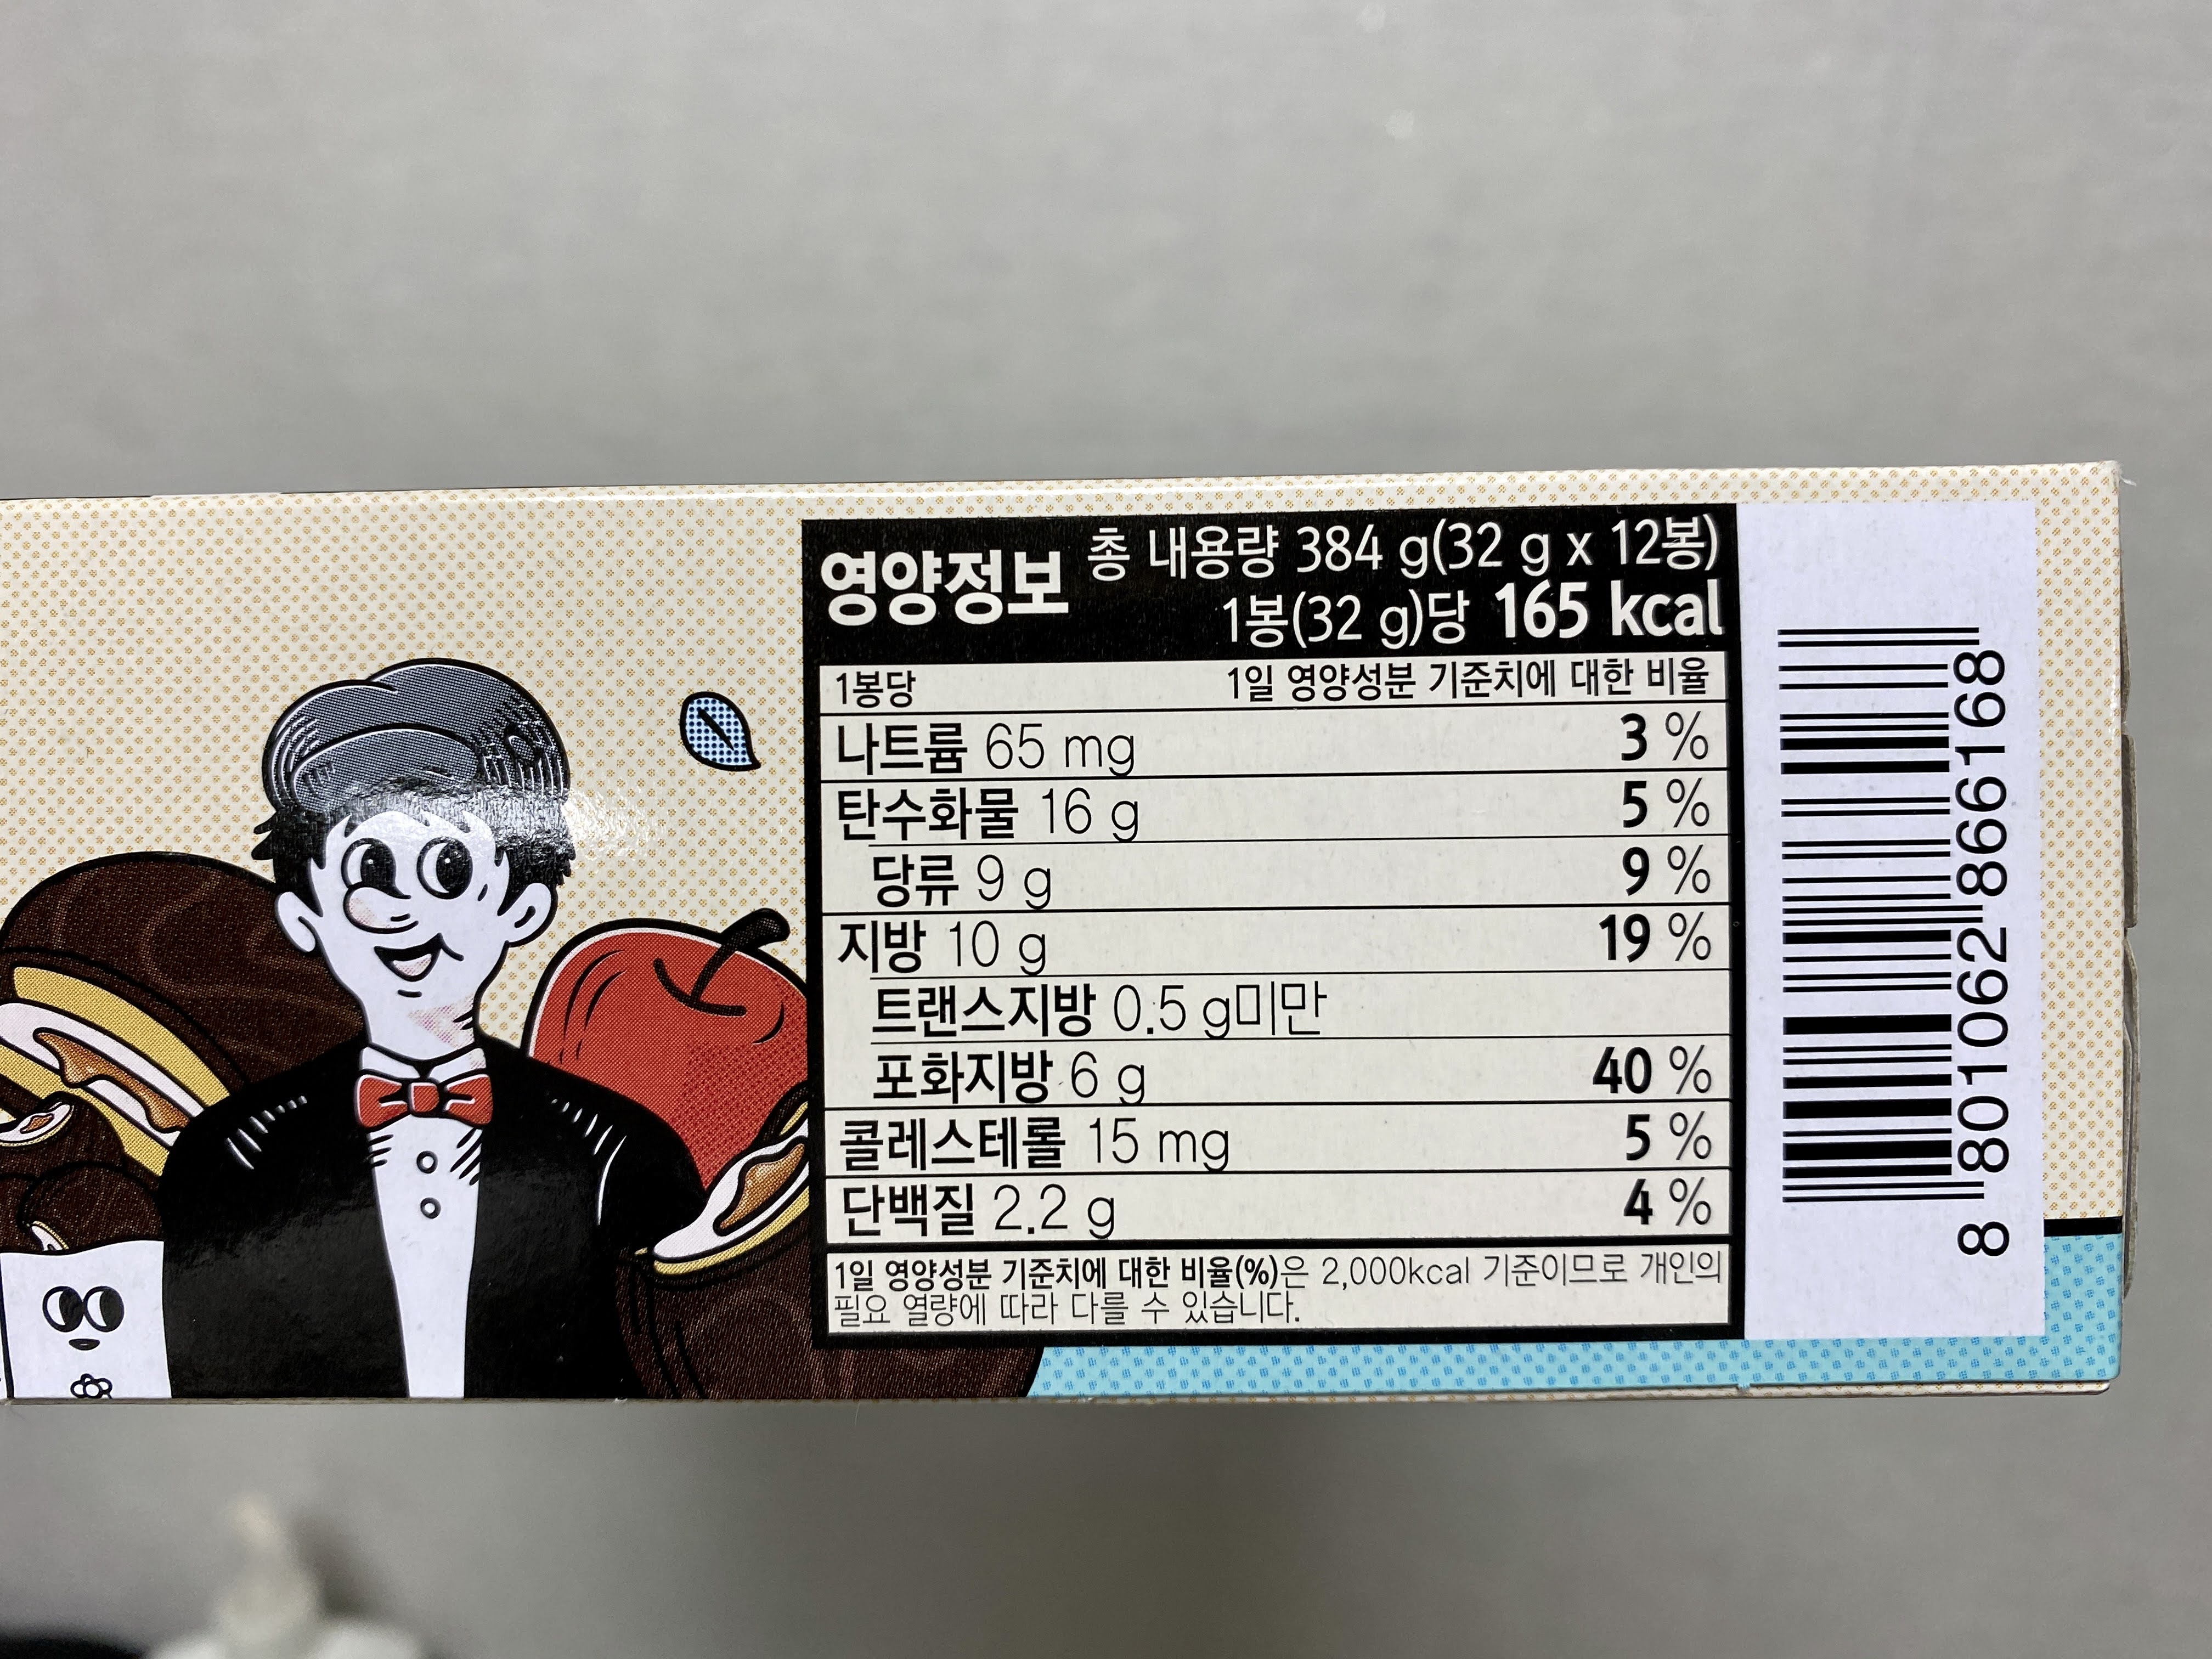 영양정보
총 내용량 384 g(32 g x 12봉)
1봉(32 g)당 165 kcal
1봉당 1일 영양성분 기준치에 대한 비율
나트륨 65 mg 3 %
탄수화물 16 g 5 %
당류 9 g 9 %
지방 10 g 19 %
트랜스지방 0.5 g미만
포화지방 6 g 40 %
콜레스테롤 15 mg 5 %
단백질 2.2 g 4 %
1일 영양성분 기준치에 대한 비율(%)은 2,000kcal 기준이므로 개인의
필요 열량에 따라 다를 수 있습니다.
8 801062 866168